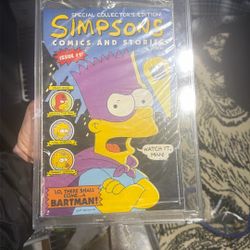 SPECIAL COLLECTOR'S EDITION!
SIMPSONS
COMICS AND STORIES
ISSUE #1!
WATCH IT,
MAN!
LO, THERE SHALL
COME A...
BARTMAN!